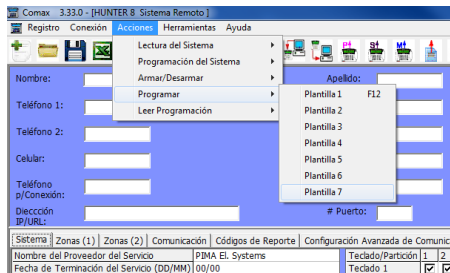 Comax 3.33.0 - [HUNTER 8 Sistema Remoto ]
Registro Conexión Acciones Herramientas Ayuda
Lectura del Sistema
Programación del Sistema
Armar/Desarmar
Programar
Leer Programación
Plantilla 1 F12
Plantilla 2
Plantilla 3
Plantilla 4
Plantilla 5
Plantilla 6
Plantilla 7
Nombre:
Apellido:
Teléfono 1:
Teléfono 2:
Celular:
Teléfono
p/Conexión:
Diección
IP/URL:
# Puerto:
Sistema Zonas (1) Zonas (2) Comunicación Códigos de Reporte Configuración Avanzada de Comunic
Nombre del Proveedor del Servicio PIMA El. Systems Teclado/Partición 1 2
Fecha de Terminación del Servicio (DD/MM) 00/00 Teclado 1